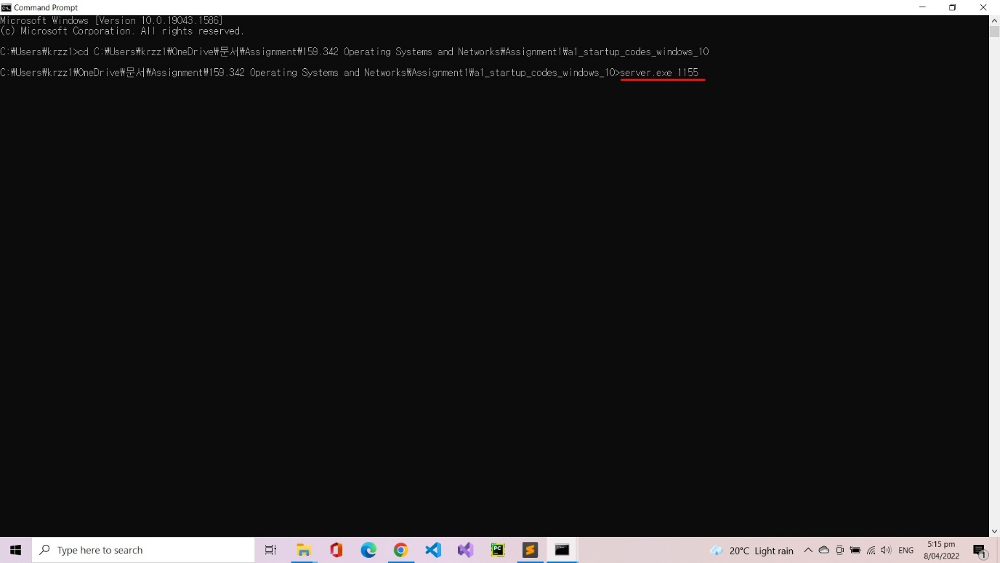 Command Prompt
Microsoft Windows [Version 10.0.19043.1586]
(c) Microsoft Corporation. All rights reserved.
C:₩Users₩krzz1>cd C:₩Users₩krzz1₩OneDrive₩문서₩Assignment₩159.342 Operating Systems and Networks₩Assignment1₩a1_startup_codes_windows_10
C:₩Users₩krzz1₩OneDrive₩문서₩Assignment₩159.342 Operating Systems and Networks₩Assignment1₩a1_startup_codes_windows_10>server.exe 1155
Type here to search
PC
20°C Light rain
ENG
5:15 pm
8/04/2022
1